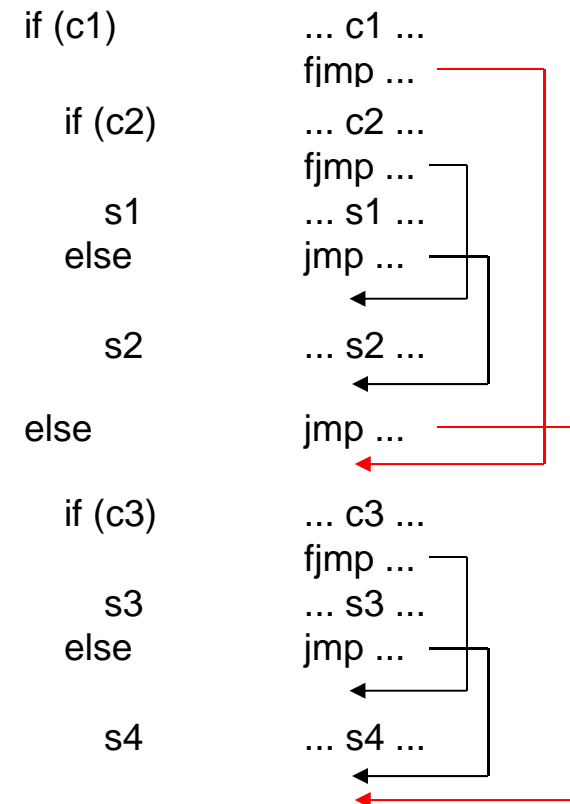 if (c1) ... c1 ...
fjmp ...
if (c2) ... c2 ...
fjmp ...
s1 ... s1 ...
else jmp ...
s2 ... s2 ...
else jmp ...
if (c3) ... c3 ...
fjmp ...
s3 ... s3 ...
else jmp ...
s4 ... s4 ...